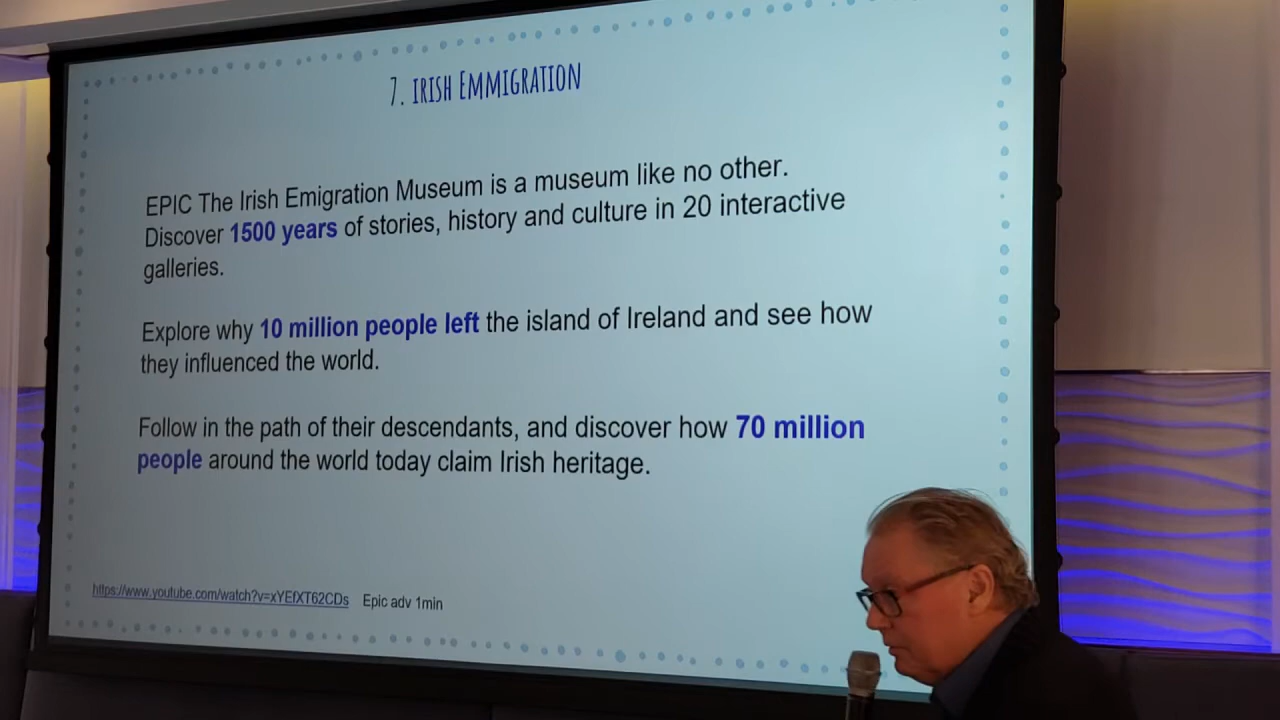 7. IRISH EMMIGRATION
EPIC The Irish Emigration Museum is a museum like no other.
Discover 1500 years of stories, history and culture in 20 interactive
galleries.
Explore why 10 million people left the island of Ireland and see how
they influenced the world.
Follow in the path of their descendants, and discover how 70 million
people around the world today claim Irish heritage.
https://www.youtube.com/watch?v=xYEfXT62CDs Epic adv 1min